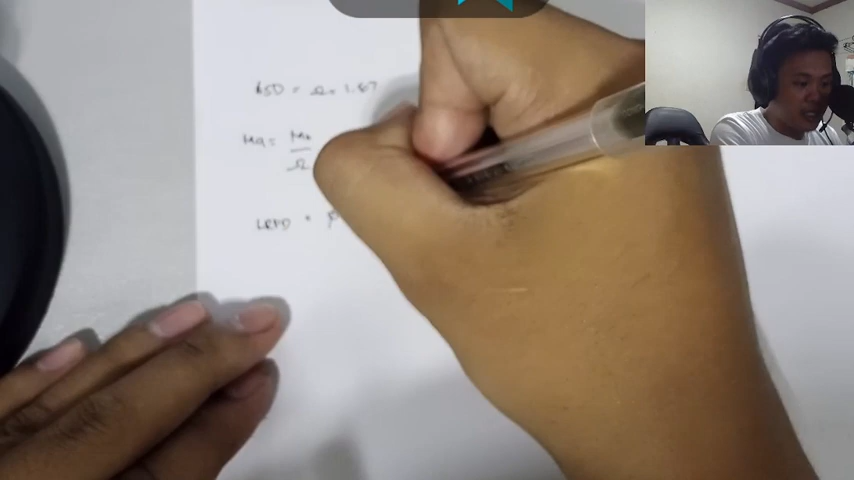 ASD = Ω = 1.67
Ma = Mn
Ω
LRFD = φ